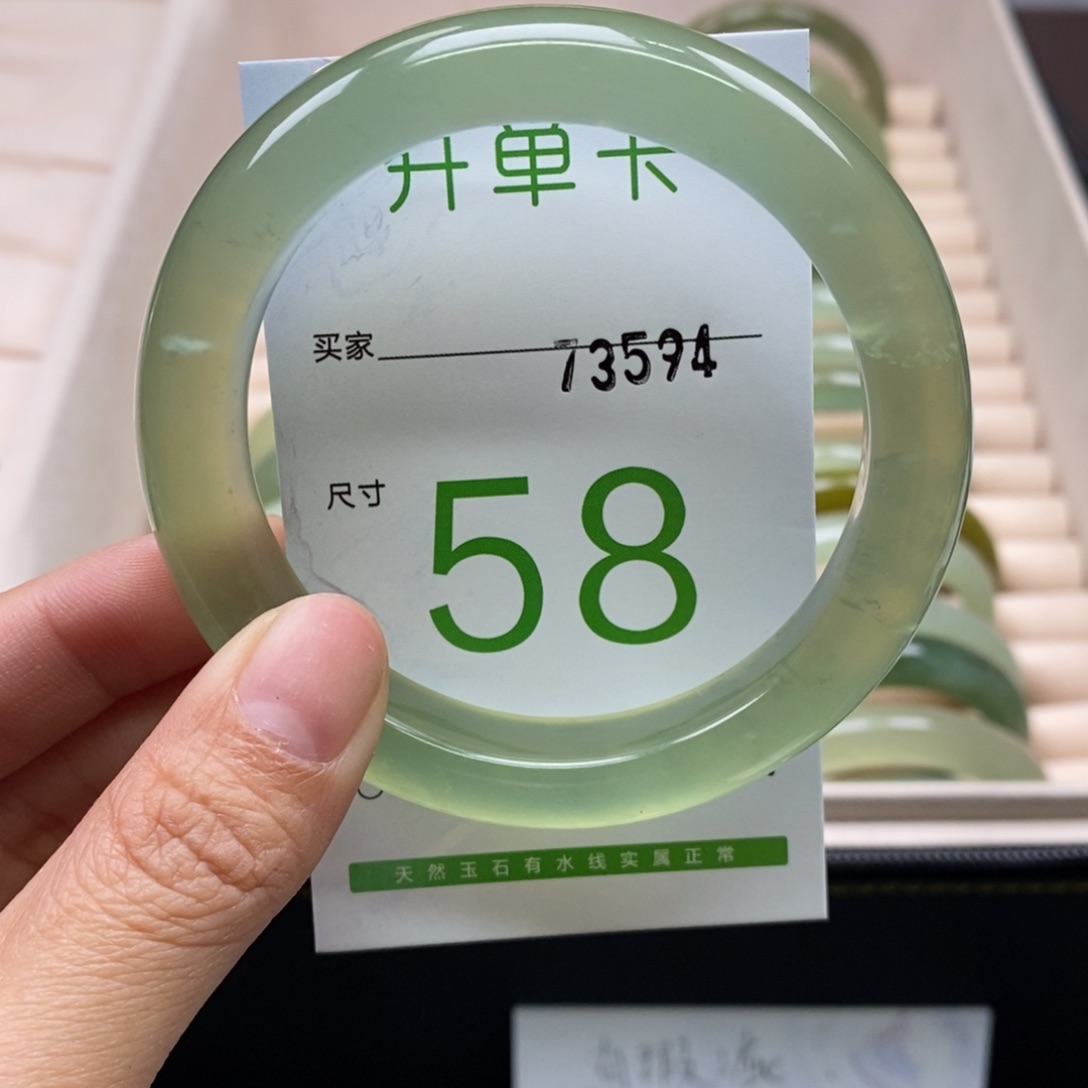 开单卡
买家 73594
尺寸 58
天然玉石有水线实属正常